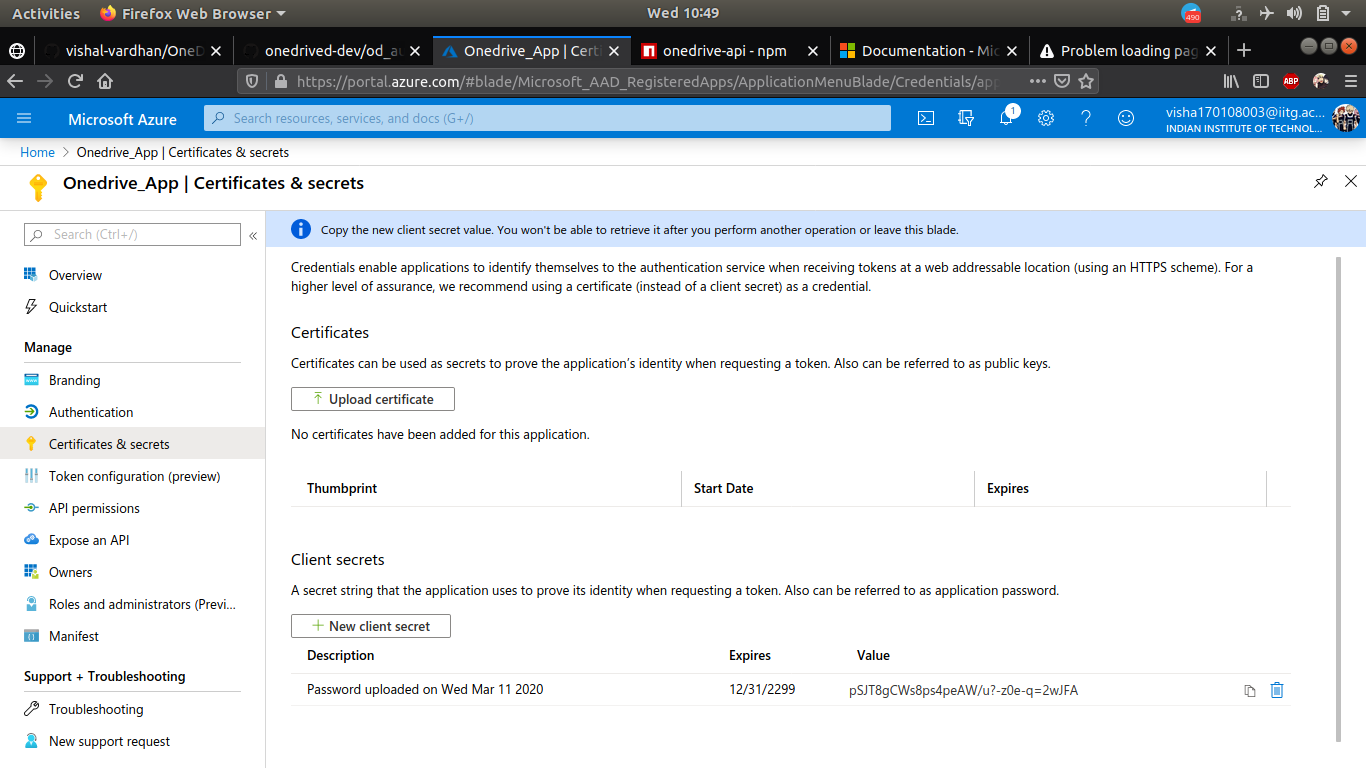 Activities Firefox Web Browser Wed 10:49 490
vishal-vardhan/OneD onedrived-dev/od_au Onedrive_App | Certi onedrive-api - npm Documentation - Mic Problem loading pag
https://portal.azure.com/#blade/Microsoft_AAD_RegisteredApps/ApplicationMenuBlade/Credentials/app ABP
Microsoft Azure Search resources, services, and docs (G+/) 1 visha170108003@iitg.ac...
INDIAN INSTITUTE OF TECHNOL...
Home > Onedrive_App | Certificates & secrets
Onedrive_App | Certificates & secrets
Search (Ctrl+/) «
Overview
Quickstart
Manage
Branding
Authentication
Certificates & secrets
Token configuration (preview)
API permissions
Expose an API
Owners
Roles and administrators (Previ...
Manifest
Support + Troubleshooting
Troubleshooting
New support request
Copy the new client secret value. You won't be able to retrieve it after you perform another operation or leave this blade.
Credentials enable applications to identify themselves to the authentication service when receiving tokens at a web addressable location (using an HTTPS scheme). For a
higher level of assurance, we recommend using a certificate (instead of a client secret) as a credential.
Certificates
Certificates can be used as secrets to prove the application's identity when requesting a token. Also can be referred to as public keys.
Upload certificate
No certificates have been added for this application.
Thumbprint Start Date Expires
Client secrets
A secret string that the application uses to prove its identity when requesting a token. Also can be referred to as application password.
New client secret
Description Expires Value
Password uploaded on Wed Mar 11 2020 12/31/2299 pSJT8gCWs8ps4peAW/u?-z0e-q=2wJFA